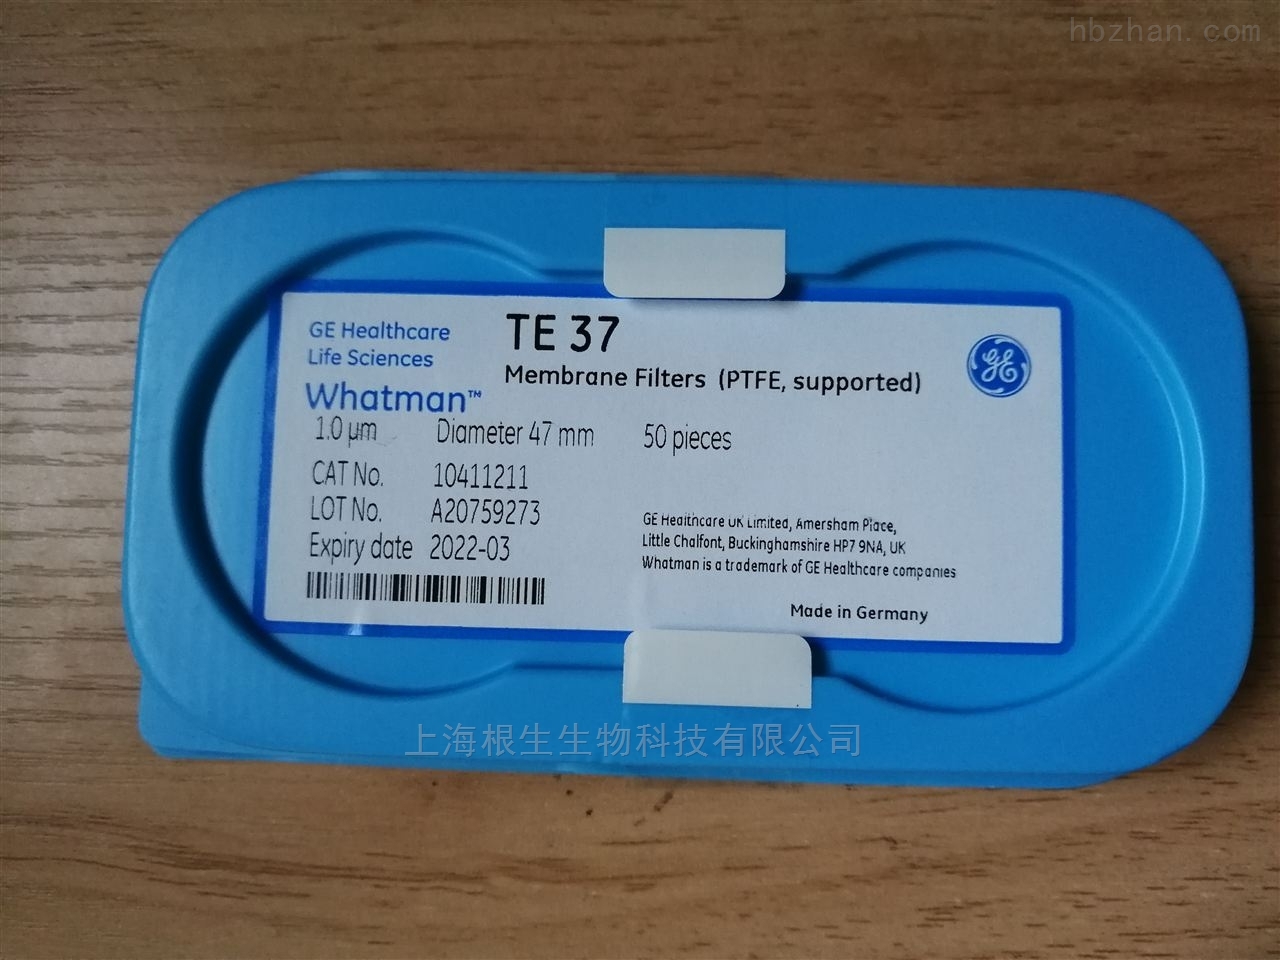 hbzhan.com
GE Healthcare
Life Sciences
Whatman™
TE 37
Membrane Filters (PTFE, supported)
GE
1.0 µm Diameter 47 mm 50 pieces
CAT No. 10411211
LOT No. A20759273
Expiry date 2022-03
GE Healthcare UK Limited, Amersham Place,
Little Chalfont, Buckinghamshire HP7 9NA, UK
Whatman is a trademark of GE Healthcare companies
Made in Germany
上海根生生物科技有限公司